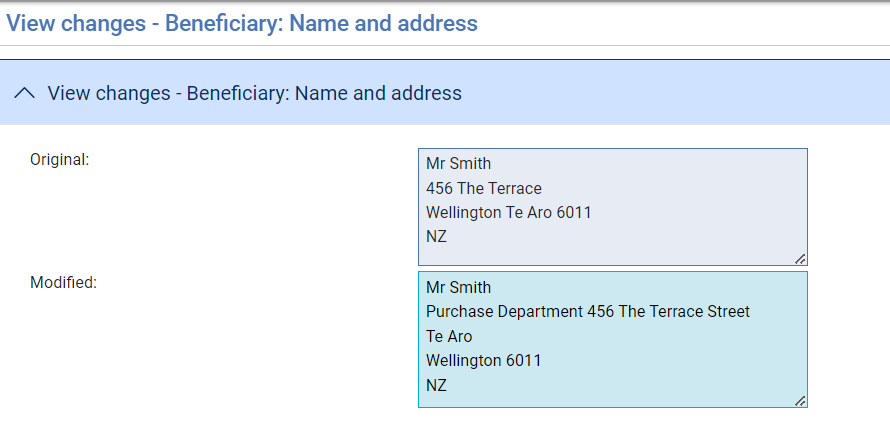 View changes - Beneficiary: Name and address
View changes - Beneficiary: Name and address
Original:
Mr Smith
456 The Terrace
Wellington Te Aro 6011
NZ
Modified:
Mr Smith
Purchase Department 456 The Terrace Street
Te Aro
Wellington 6011
NZ